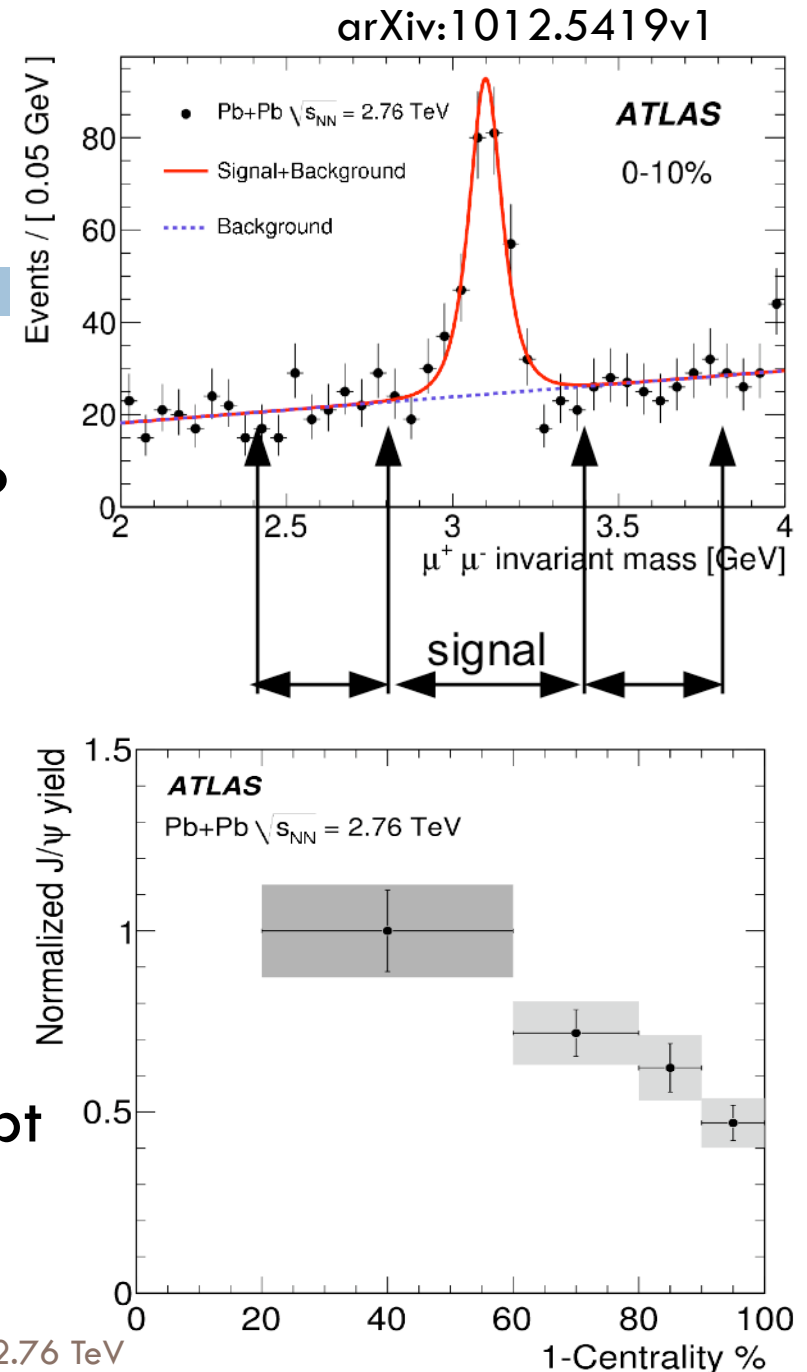 arXiv:1012.5419v1
Events / [ 0.05 GeV ]
Pb+Pb √s_NN = 2.76 TeV
ATLAS
Signal+Background
0-10%
Background
80
60
40
20
0
2 2.5 3 3.5 4
μ+ μ- invariant mass [GeV]
signal
Normalized J/ψ yield
ATLAS
Pb+Pb √s_NN = 2.76 TeV
1.5
1
0.5
0
pt
0 20 40 60 80 100
1-Centrality %
2.76 TeV